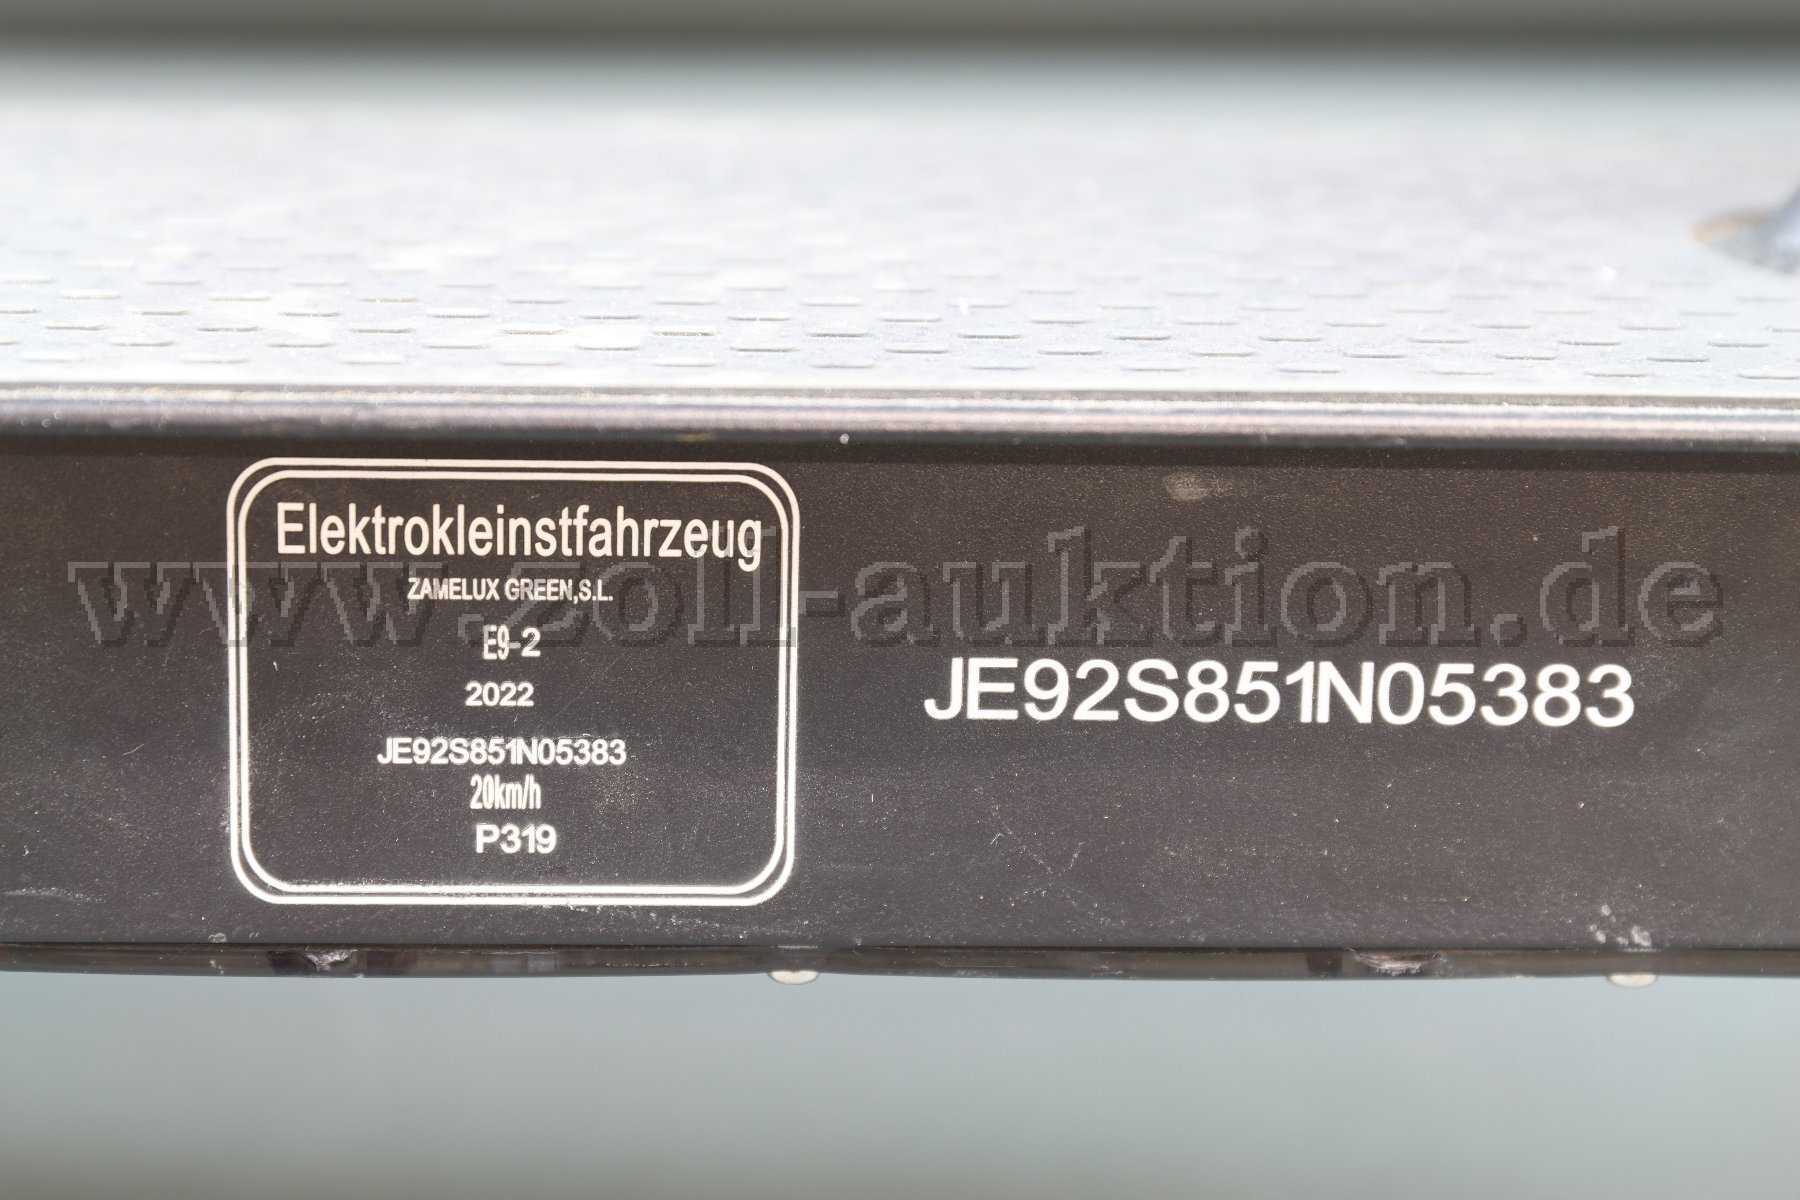 Elektrokleinstfahrzeug
ZAMELUX GREEN,S.L.
E9-2
2022
JE92S851N05383
20km/h
P319
JE92S851N05383
www.zoll-auktion.de